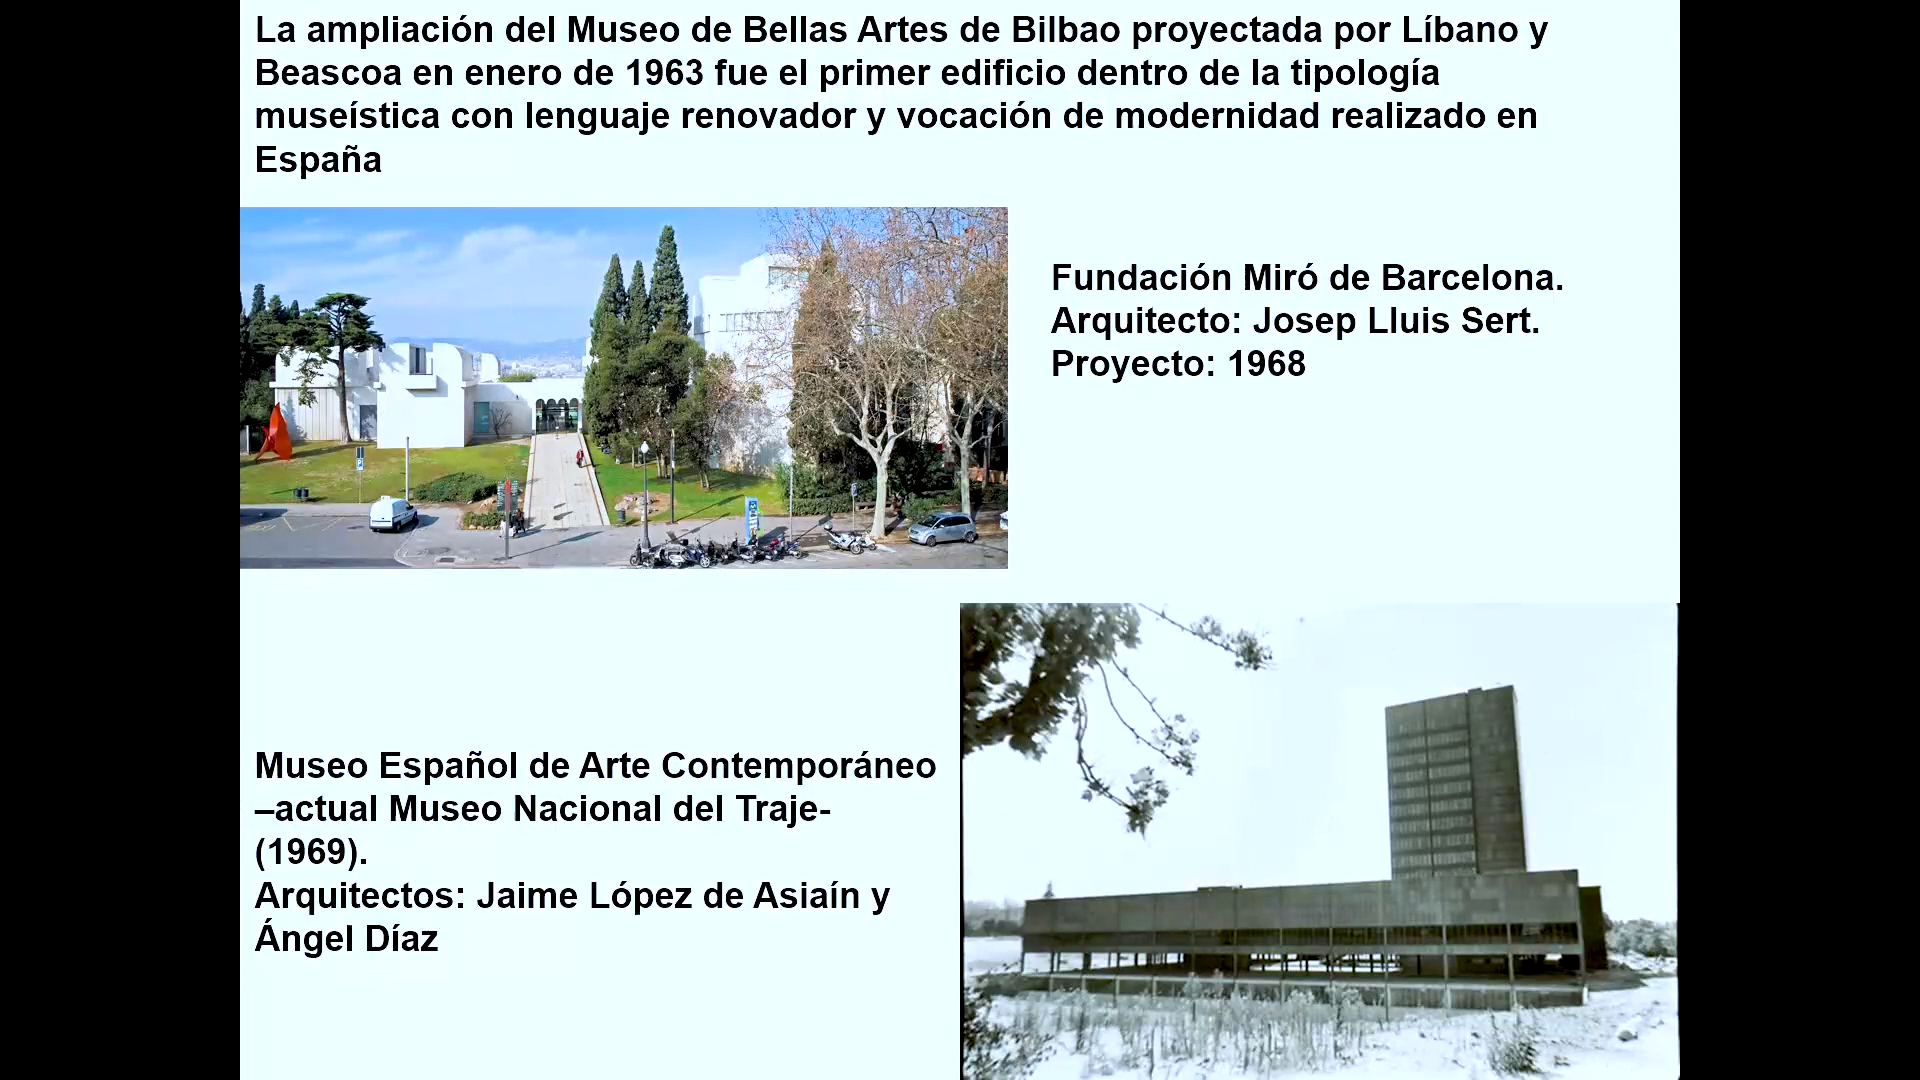 La ampliación del Museo de Bellas Artes de Bilbao proyectada por Líbano y
Beascoa en enero de 1963 fue el primer edificio dentro de la tipología
museística con lenguaje renovador y vocación de modernidad realizado en
España
Fundación Miró de Barcelona.
Arquitecto: Josep Lluis Sert.
Proyecto: 1968
Museo Español de Arte Contemporáneo
–actual Museo Nacional del Traje-
(1969).
Arquitectos: Jaime López de Asiaín y
Ángel Díaz